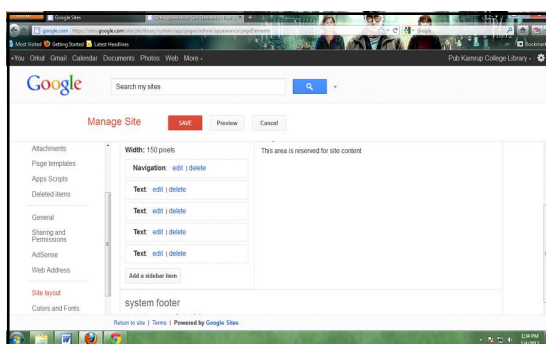 Google Sites
google.com
Google
Most Visited Getting Started Latest Headlines
+You Orkut Gmail Calendar Documents Photos Web More
Pub Kamrup College Library
Google
Search my sites
Manage Site
SAVE
Preview
Cancel
Attachments
Page templates
Apps Scripts
Deleted items
General
Sharing and
Permissions
AdSense
Web Address
Site layout
Colors and Fonts
Width: 150 pixels
Navigation: edit | delete
Text: edit | delete
Text: edit | delete
Text: edit | delete
Text: edit | delete
Add a sidebar item
This area is reserved for site content
system footer
Return to site | Terms | Powered by Google Sites
1:34 PM